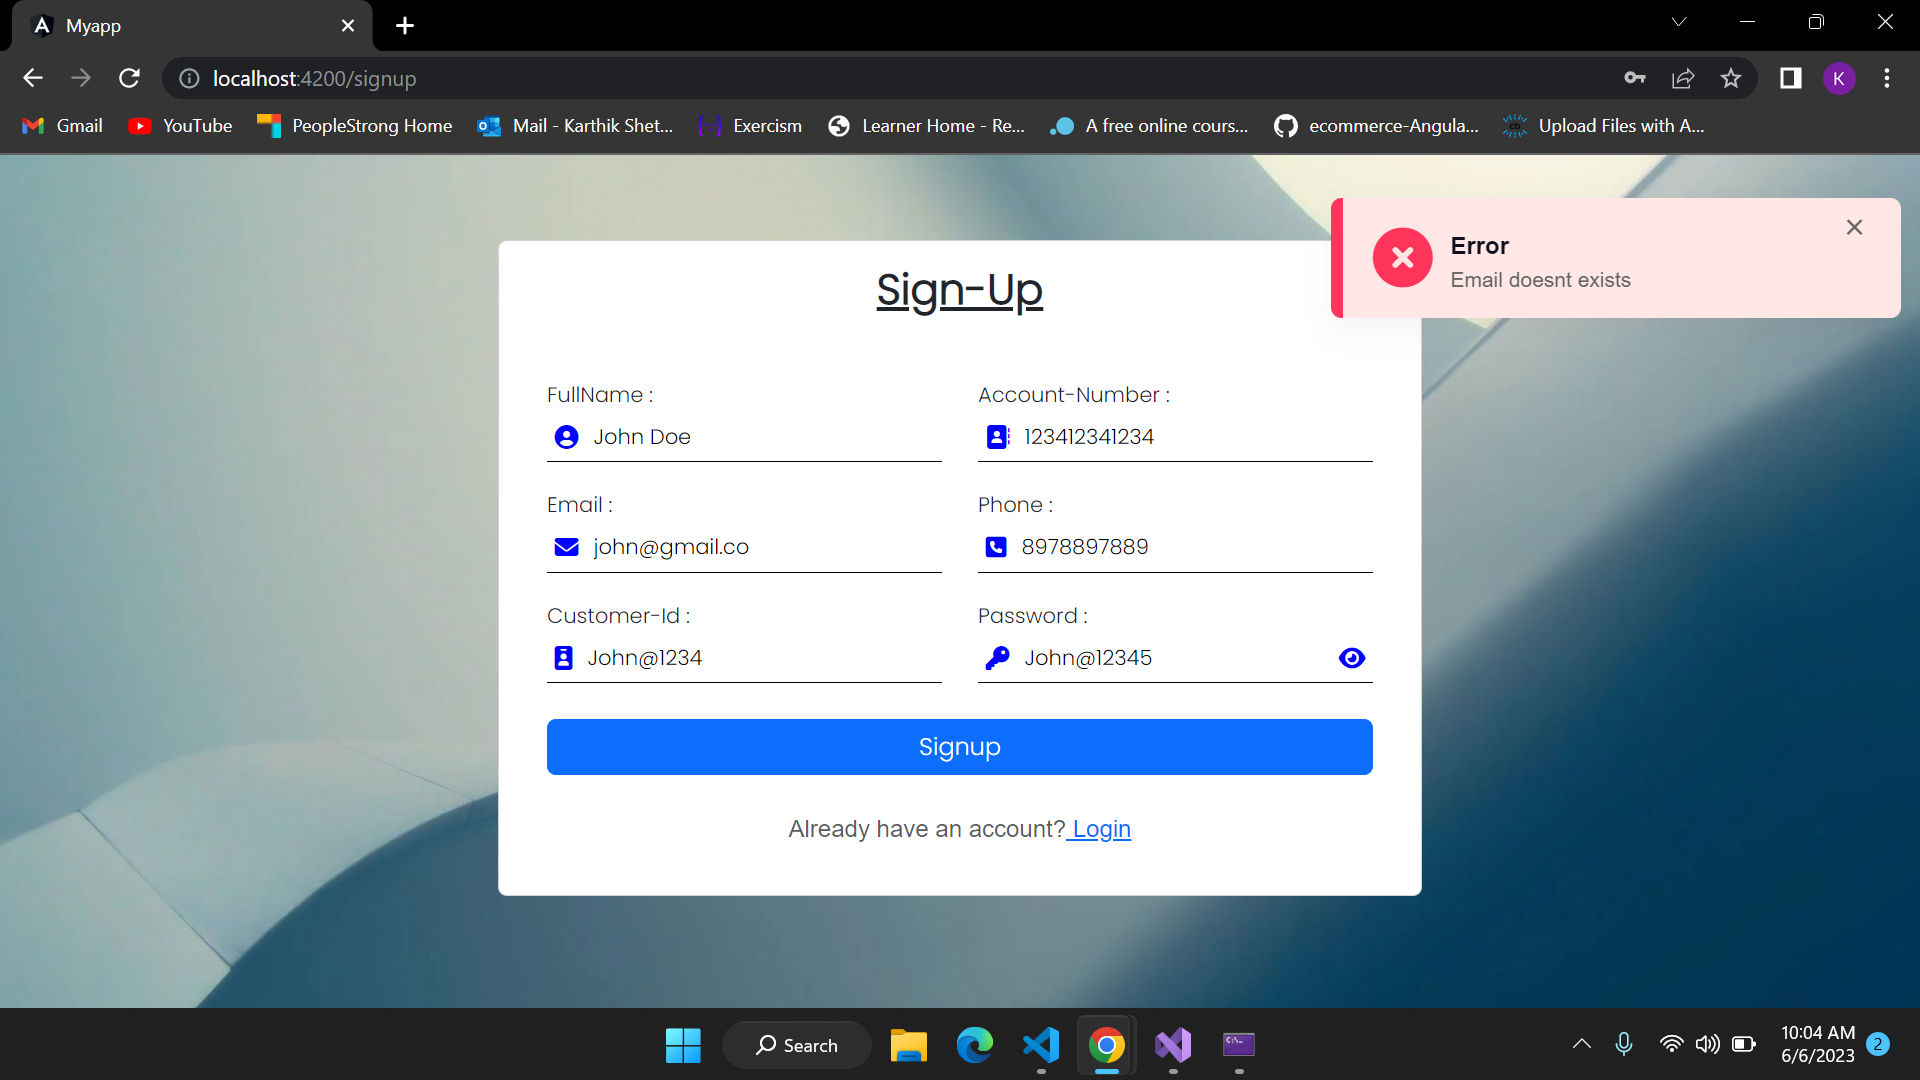 Myapp
localhost:4200/signup
K
Gmail
YouTube
PeopleStrong Home
Mail - Karthik Shet...
Exercism
Learner Home - Re...
A free online cours...
ecommerce-Angula...
Upload Files with A...
Error
Email doesnt exists
Sign-Up
FullName :
Account-Number :
John Doe
123412341234
Email :
Phone :
john@gmail.co
8978897889
Customer-Id :
Password :
John@1234
John@12345
Signup
Already have an account? Login
Search
10:04 AM
6/6/2023
2